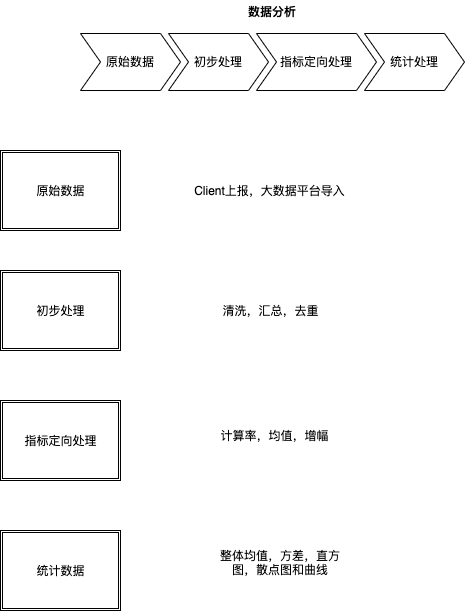 数据分析
原始数据
初步处理
指标定向处理
统计处理
原始数据
Client上报，大数据平台导入
初步处理
清洗，汇总，去重
指标定向处理
计算率，均值，增幅
统计数据
整体均值，方差，直方
图，散点图和曲线